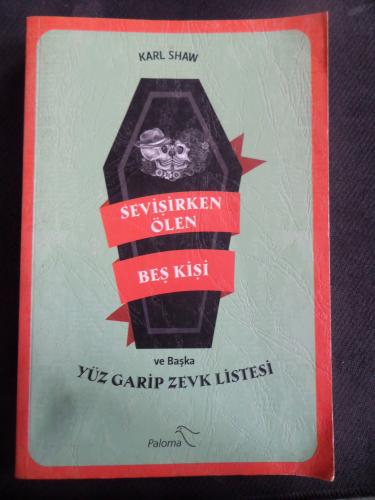 KARL SHAW
SEVİŞİRKEN
ÖLEN
BEŞ KİŞİ
ve Başka
YÜZ GARİP ZEVK LİSTESİ
Paloma